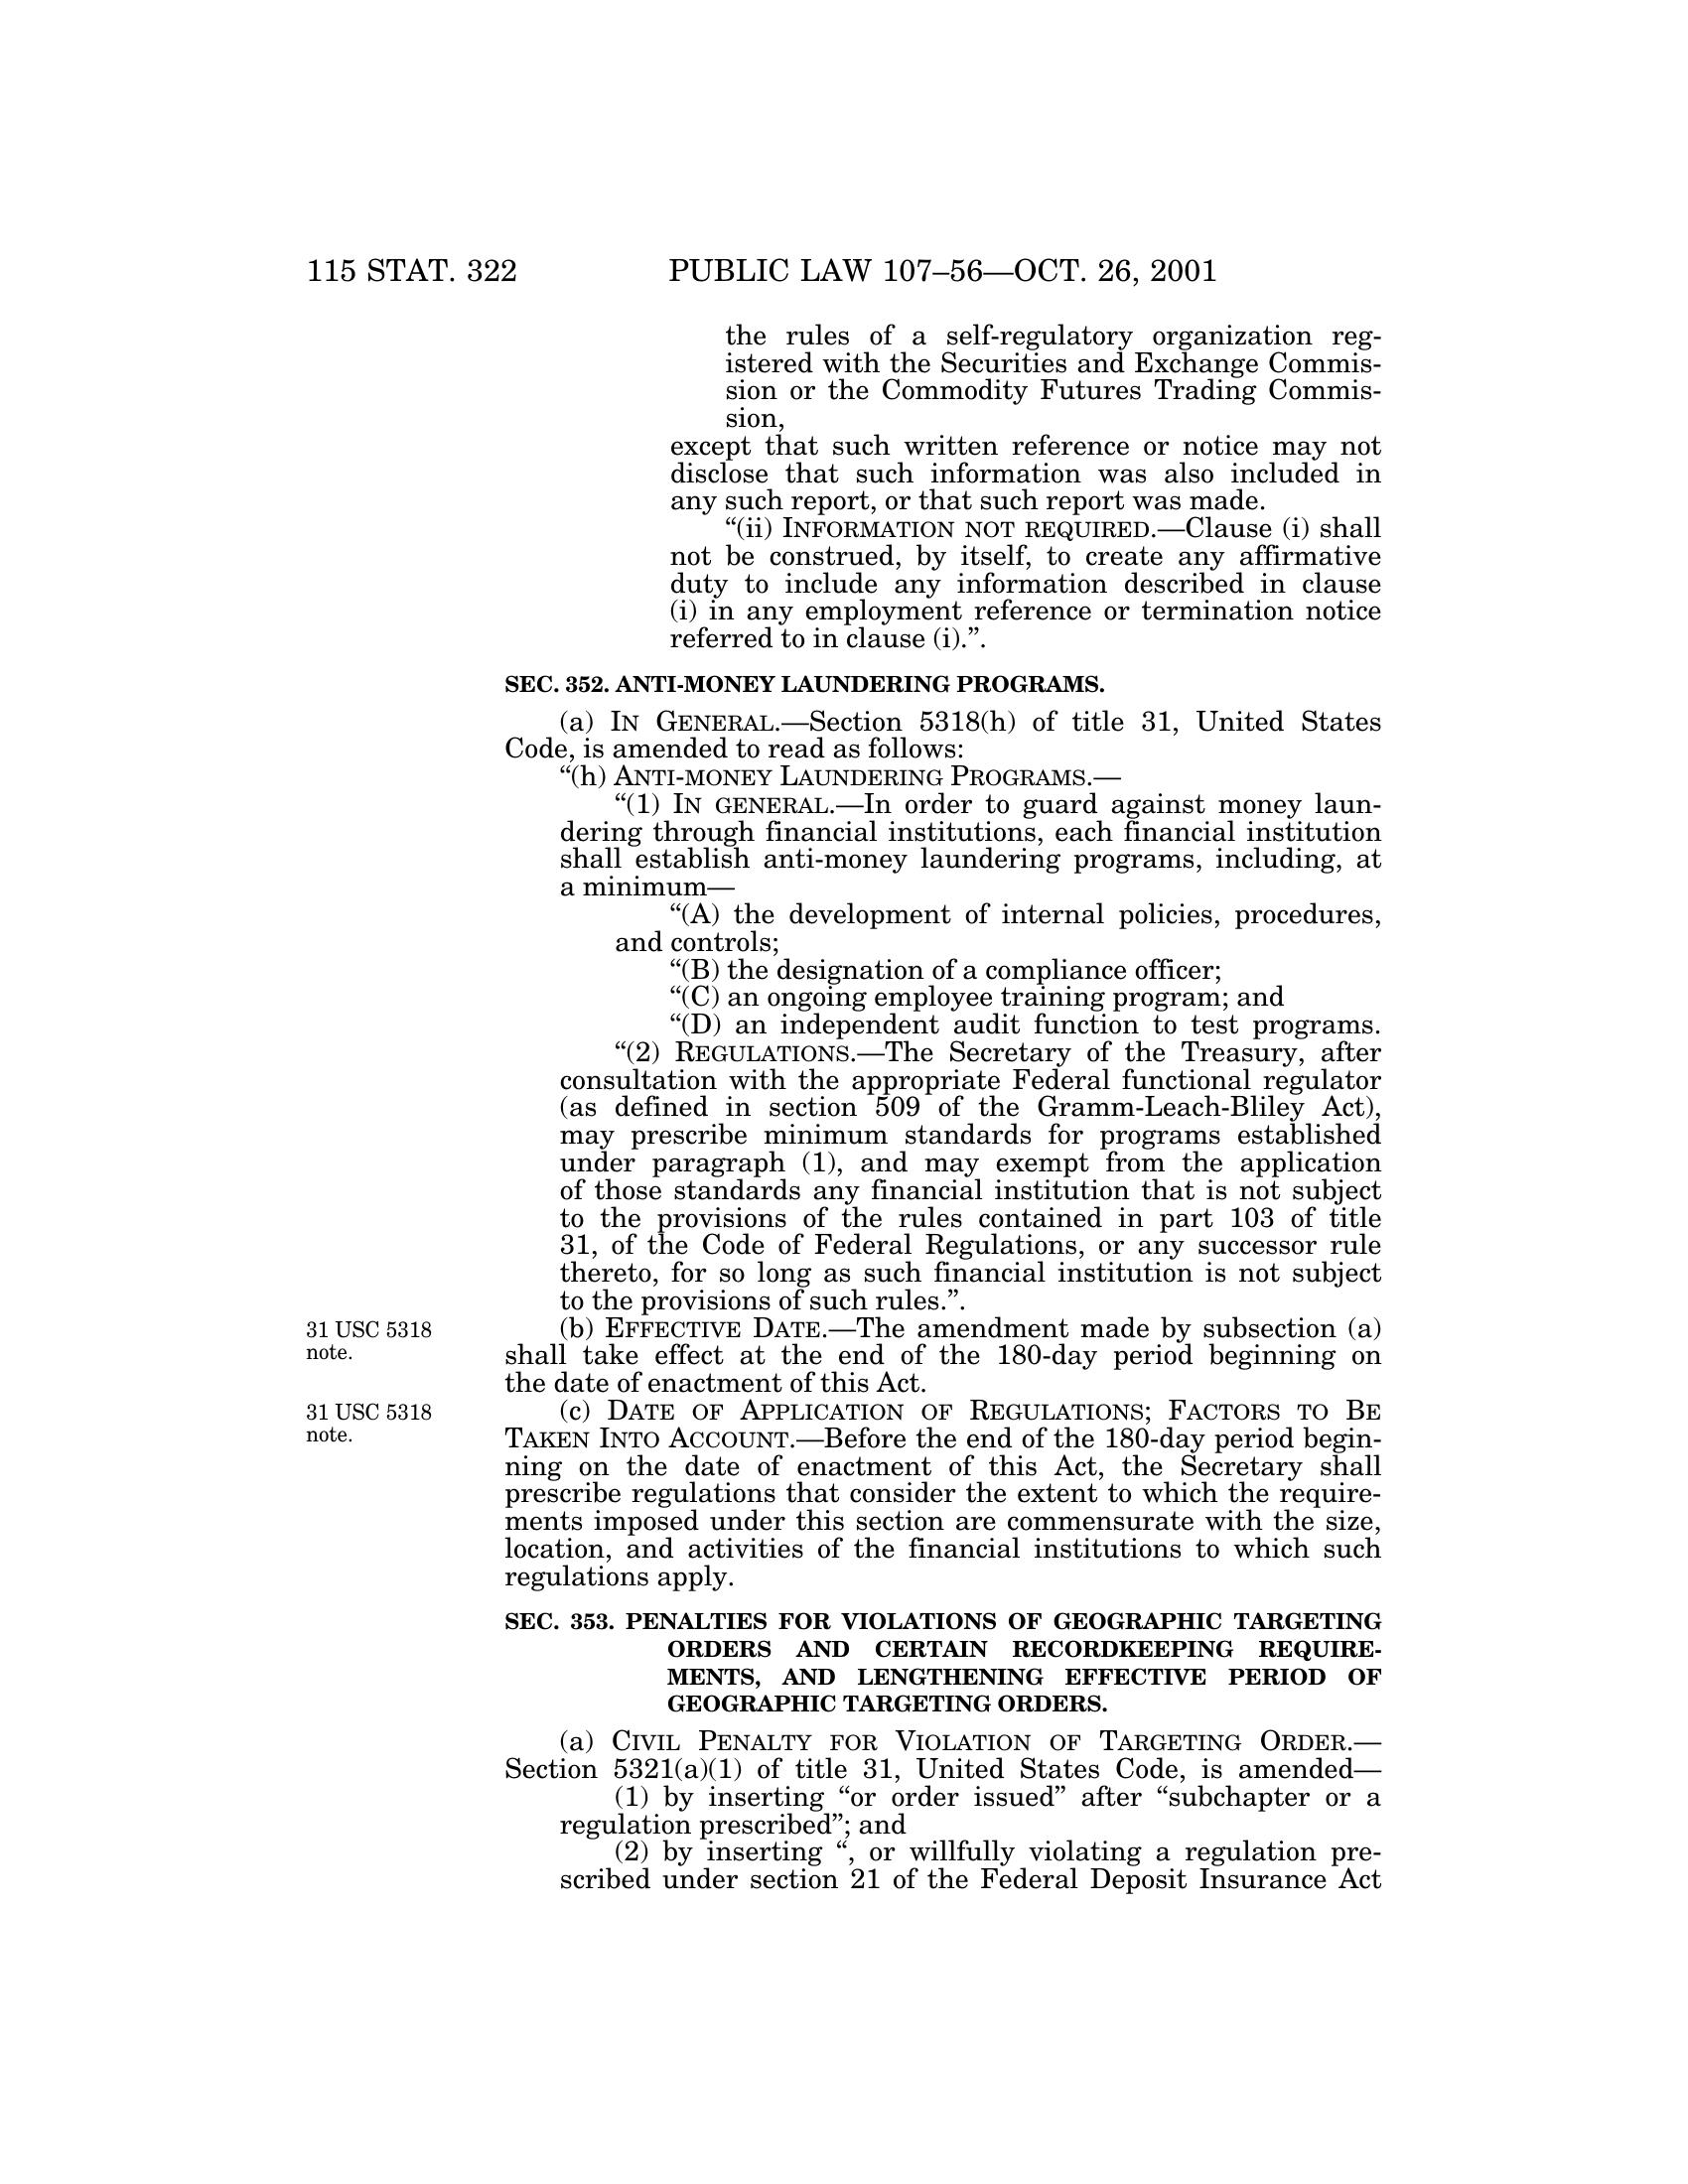 115 STAT. 322 PUBLIC LAW 107–56—OCT. 26, 2001
the rules of a self-regulatory organization reg-
istered with the Securities and Exchange Commis-
sion or the Commodity Futures Trading Commis-
sion,
except that such written reference or notice may not
disclose that such information was also included in
any such report, or that such report was made.
“(ii) INFORMATION NOT REQUIRED.—Clause (i) shall
not be construed, by itself, to create any affirmative
duty to include any information described in clause
(i) in any employment reference or termination notice
referred to in clause (i).”.
SEC. 352. ANTI-MONEY LAUNDERING PROGRAMS.
(a) IN GENERAL.—Section 5318(h) of title 31, United States
Code, is amended to read as follows:
“(h) ANTI-MONEY LAUNDERING PROGRAMS.—
“(1) IN GENERAL.—In order to guard against money laun-
dering through financial institutions, each financial institution
shall establish anti-money laundering programs, including, at
a minimum—
“(A) the development of internal policies, procedures,
and controls;
“(B) the designation of a compliance officer;
“(C) an ongoing employee training program; and
“(D) an independent audit function to test programs.
“(2) REGULATIONS.—The Secretary of the Treasury, after
consultation with the appropriate Federal functional regulator
(as defined in section 509 of the Gramm-Leach-Bliley Act),
may prescribe minimum standards for programs established
under paragraph (1), and may exempt from the application
of those standards any financial institution that is not subject
to the provisions of the rules contained in part 103 of title
31, of the Code of Federal Regulations, or any successor rule
thereto, for so long as such financial institution is not subject
to the provisions of such rules.”.
31 USC 5318
note.
(b) EFFECTIVE DATE.—The amendment made by subsection (a)
shall take effect at the end of the 180-day period beginning on
the date of enactment of this Act.
31 USC 5318
note.
(c) DATE OF APPLICATION OF REGULATIONS; FACTORS TO BE
TAKEN INTO ACCOUNT.—Before the end of the 180-day period begin-
ning on the date of enactment of this Act, the Secretary shall
prescribe regulations that consider the extent to which the require-
ments imposed under this section are commensurate with the size,
location, and activities of the financial institutions to which such
regulations apply.
SEC. 353. PENALTIES FOR VIOLATIONS OF GEOGRAPHIC TARGETING
ORDERS AND CERTAIN RECORDKEEPING REQUIRE-
MENTS, AND LENGTHENING EFFECTIVE PERIOD OF
GEOGRAPHIC TARGETING ORDERS.
(a) CIVIL PENALTY FOR VIOLATION OF TARGETING ORDER.—
Section 5321(a)(1) of title 31, United States Code, is amended—
(1) by inserting “or order issued” after “subchapter or a
regulation prescribed”; and
(2) by inserting “, or willfully violating a regulation pre-
scribed under section 21 of the Federal Deposit Insurance Act